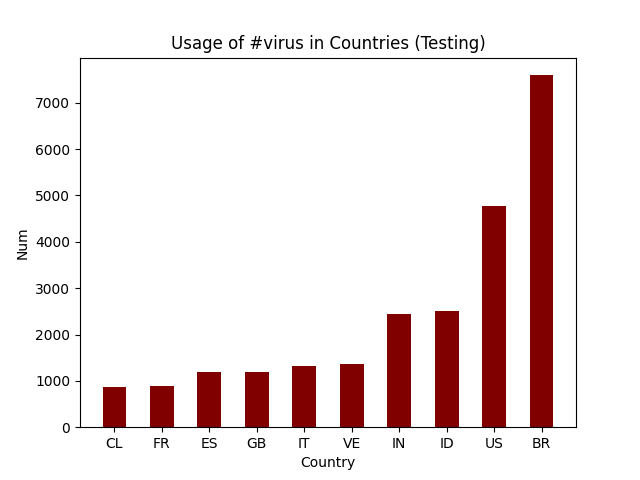 Usage of #virus in Countries (Testing)
7000
6000
5000
4000
3000
2000
1000
0
Num
CL FR ES GB IT VE IN ID US BR
Country